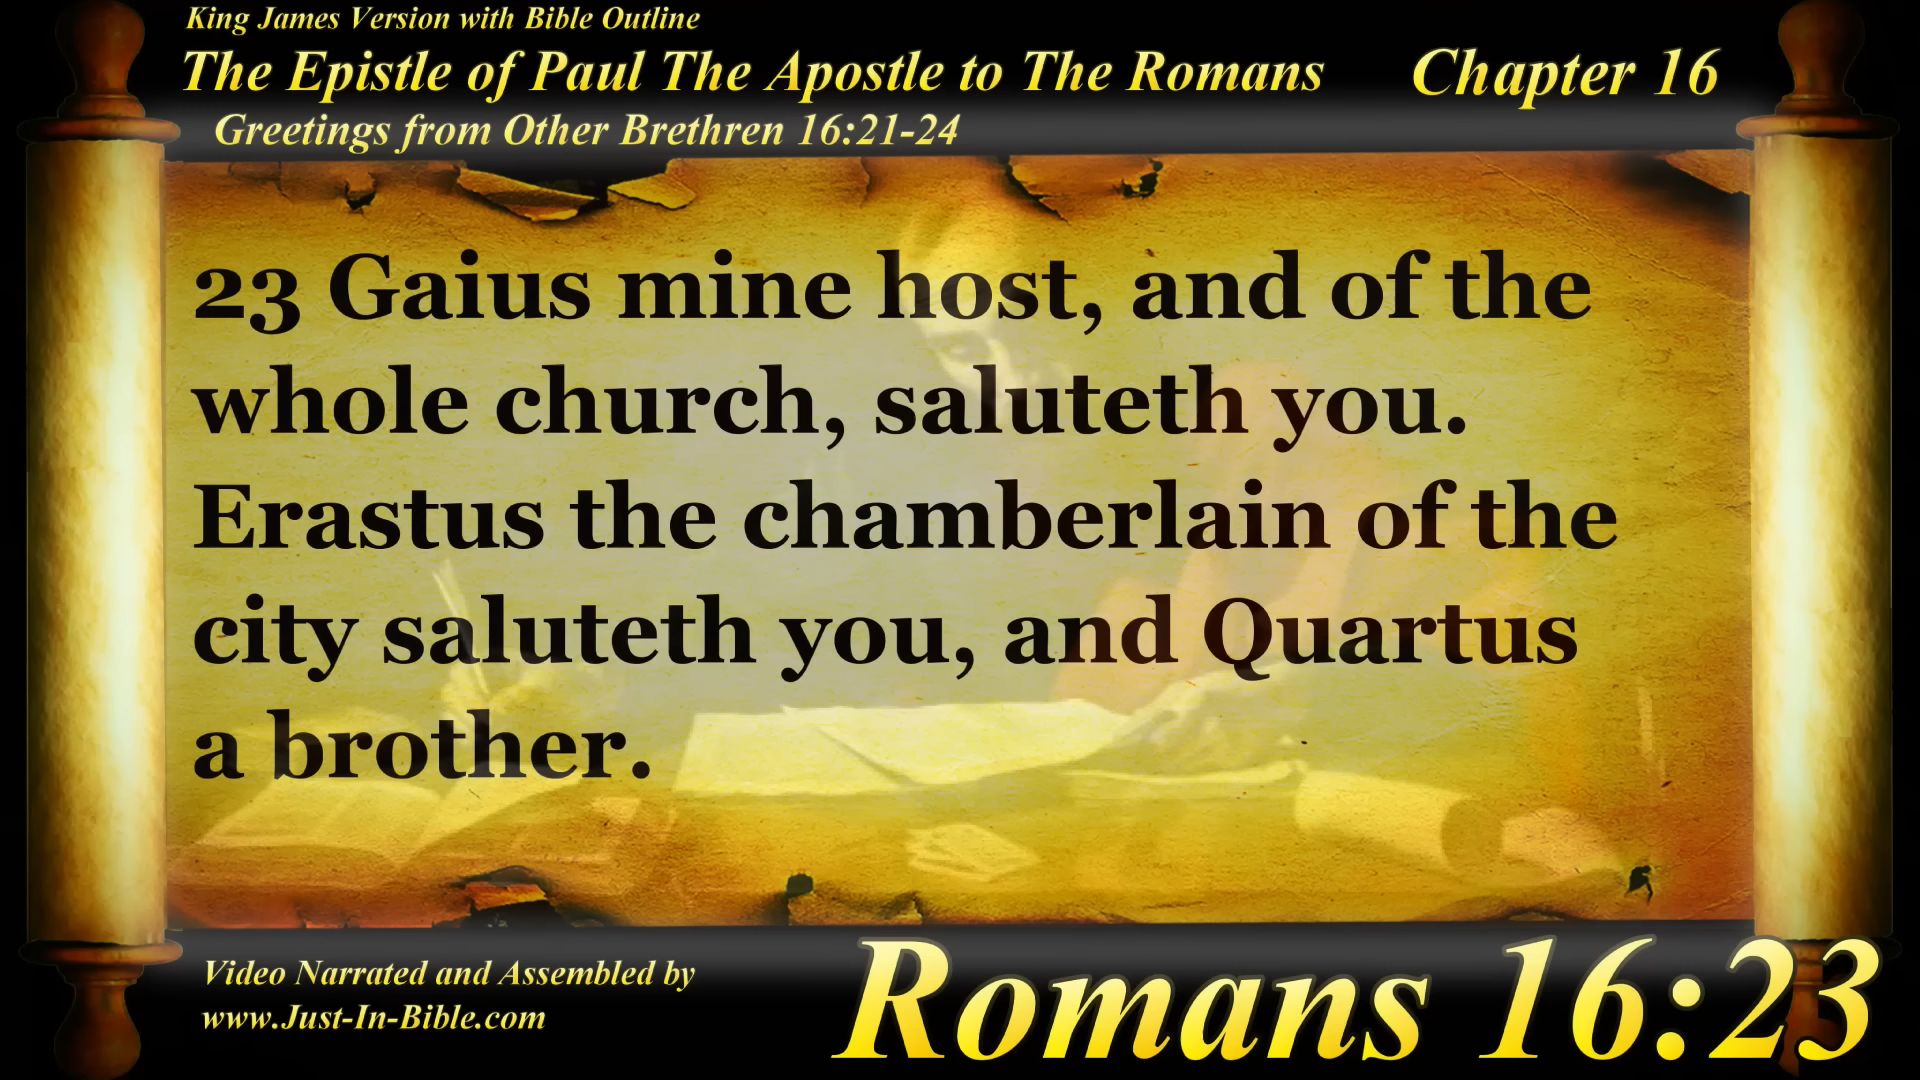 King James Version with Bible Outline
The Epistle of Paul The Apostle to The Romans
Chapter 16
Greetings from Other Brethren 16:21-24
23 Gaius mine host, and of the
whole church, saluteth you.
Erastus the chamberlain of the
city saluteth you, and Quartus
a brother.
Video Narrated and Assembled by
www.Just-In-Bible.com
Romans 16:23